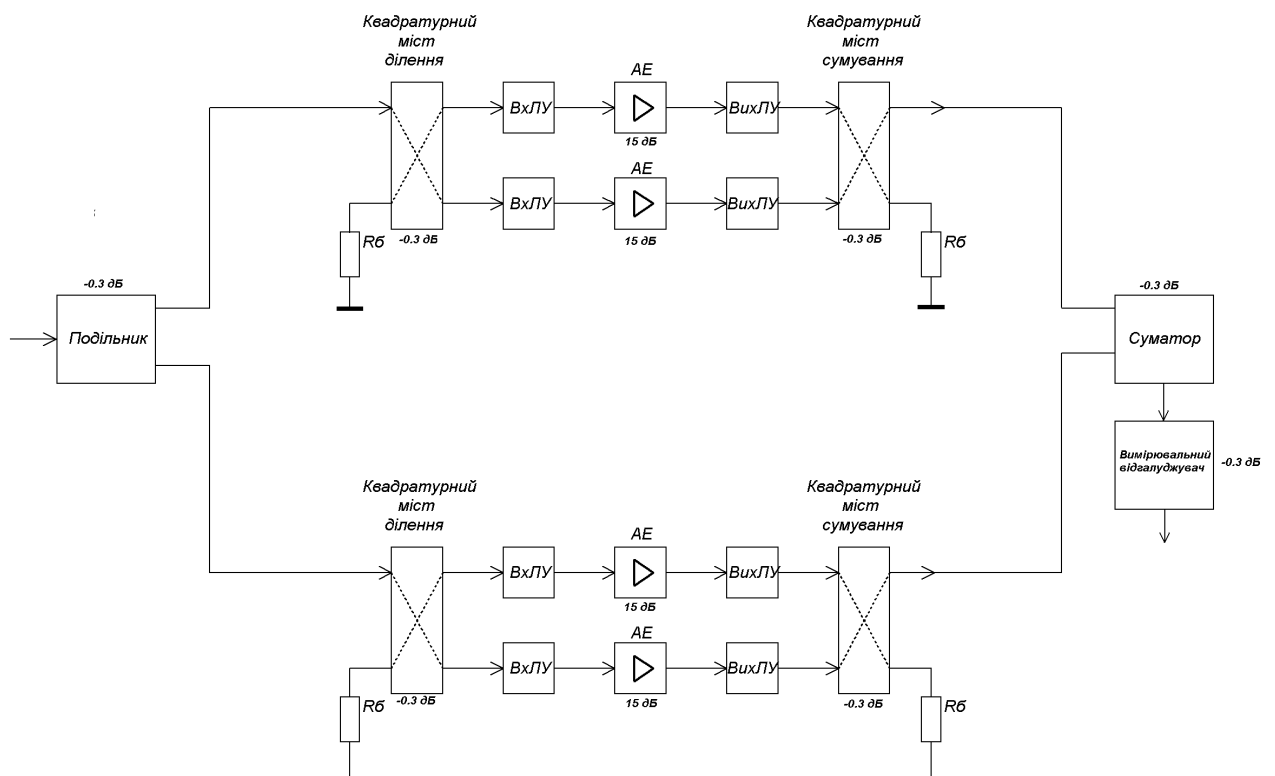 Квадратурний
міст
ділення
Квадратурний
міст
сумування
АЕ
ВхЛУ
ВихЛУ
15 дБ
АЕ
ВхЛУ
ВихЛУ
-0.3 дБ
15 дБ
-0.3 дБ
Rб
Rб
-0.3 дБ
Подільник
-0.3 дБ
Суматор
Вимірювальний
відгалуджувач
-0.3 дБ
Квадратурний
міст
ділення
Квадратурний
міст
сумування
АЕ
ВхЛУ
ВихЛУ
15 дБ
АЕ
ВхЛУ
ВихЛУ
-0.3 дБ
15 дБ
-0.3 дБ
Rб
Rб